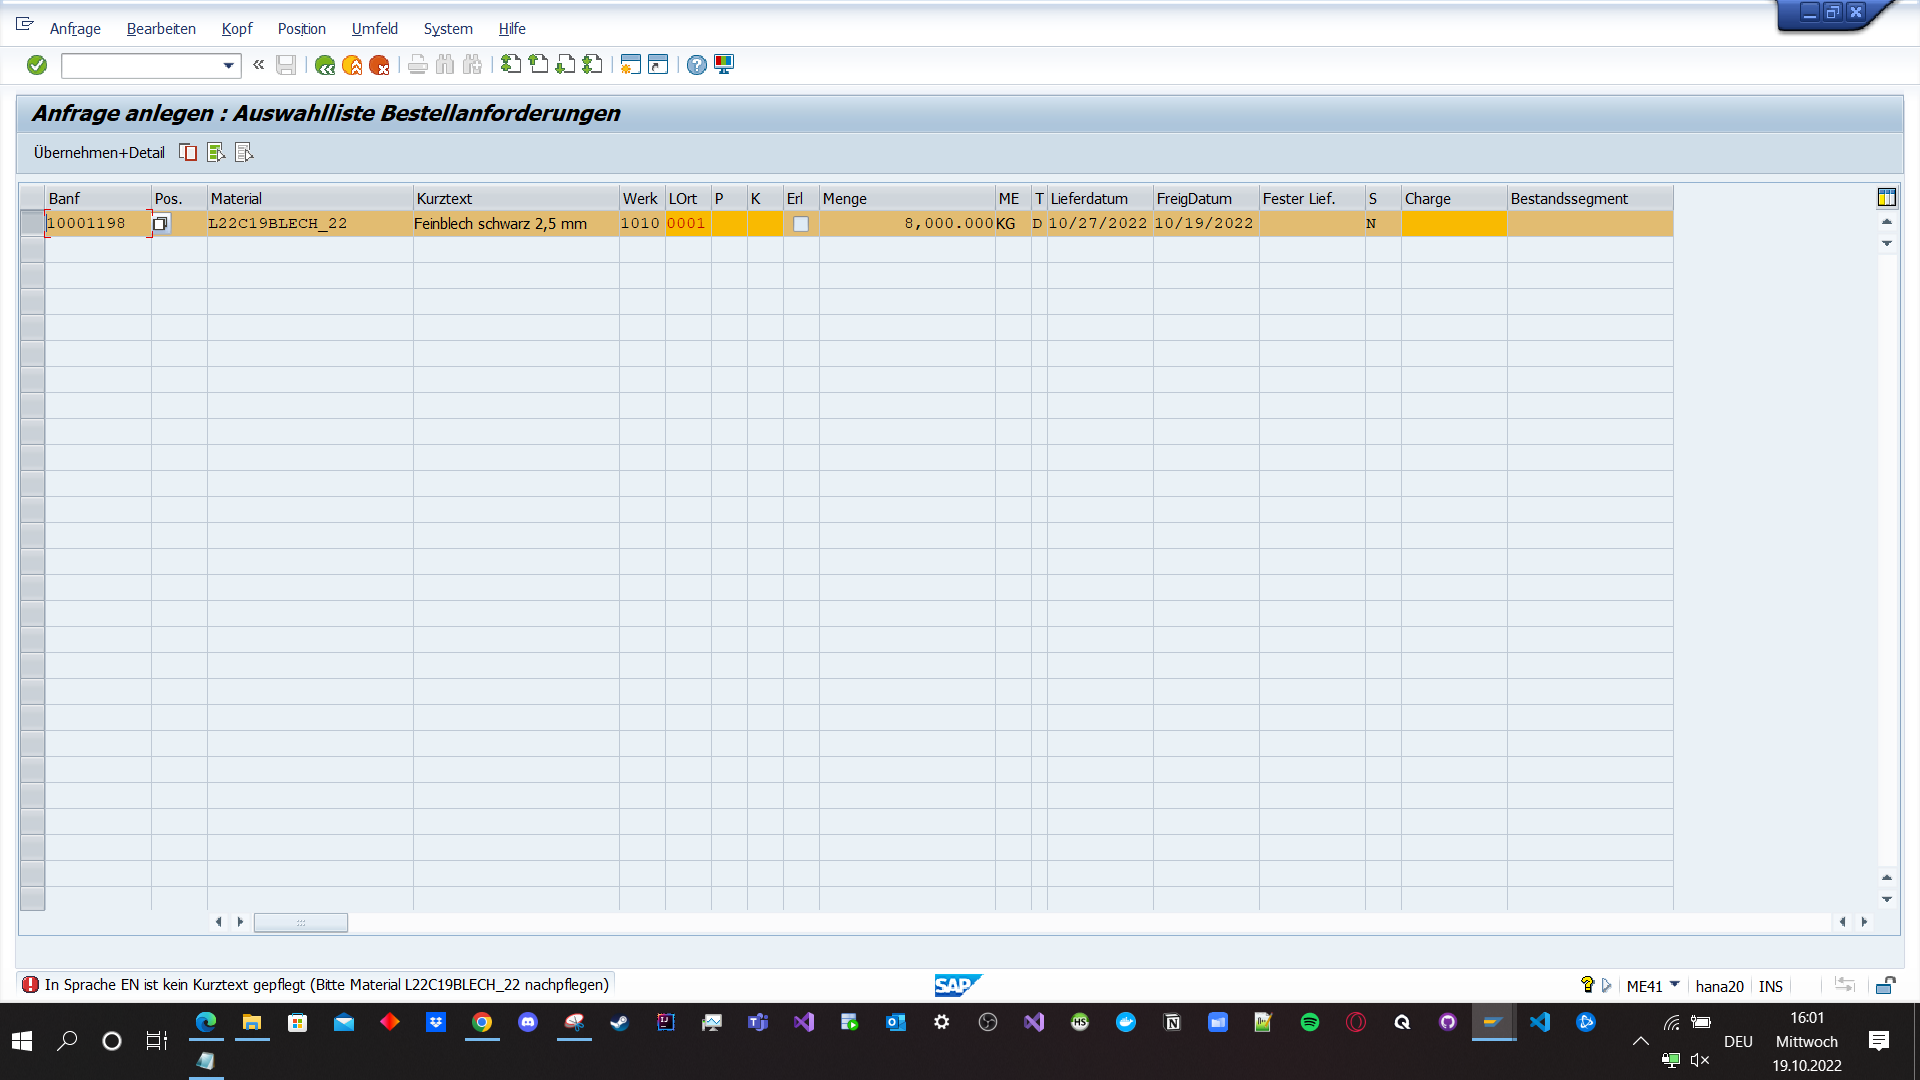 Anfrage Bearbeiten Kopf Position Umfeld System Hilfe
Anfrage anlegen : Auswahlliste Bestellanforderungen
Übernehmen+Detail
Banf Pos. Material Kurztext Werk LOrt P K Erl Menge ME T Lieferdatum FreigDatum Fester Lief. S Charge Bestandssegment
10001198 L22C19BLECH_22 Feinblech schwarz 2,5 mm 1010 0001 8,000.000 KG D 10/27/2022 10/19/2022 N
In Sprache EN ist kein Kurztext gepflegt (Bitte Material L22C19BLECH_22 nachpflegen)
SAP
ME41 hana20 INS
DEU
16:01
Mittwoch
19.10.2022